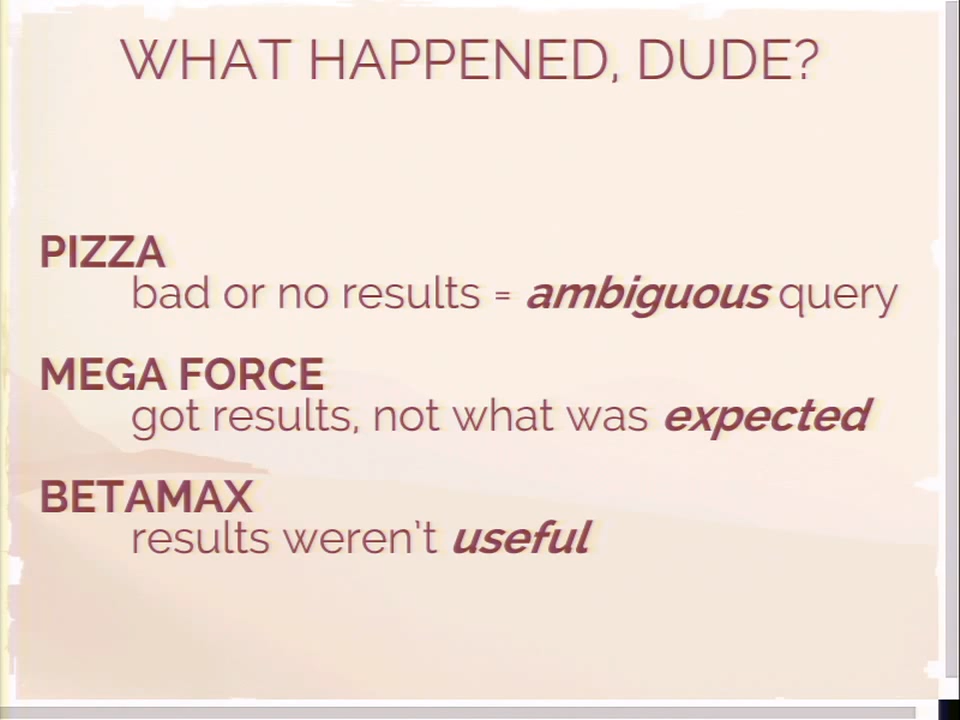 WHAT HAPPENED, DUDE?
PIZZA
bad or no results = ambiguous query
MEGA FORCE
got results, not what was expected
BETAMAX
results weren't useful